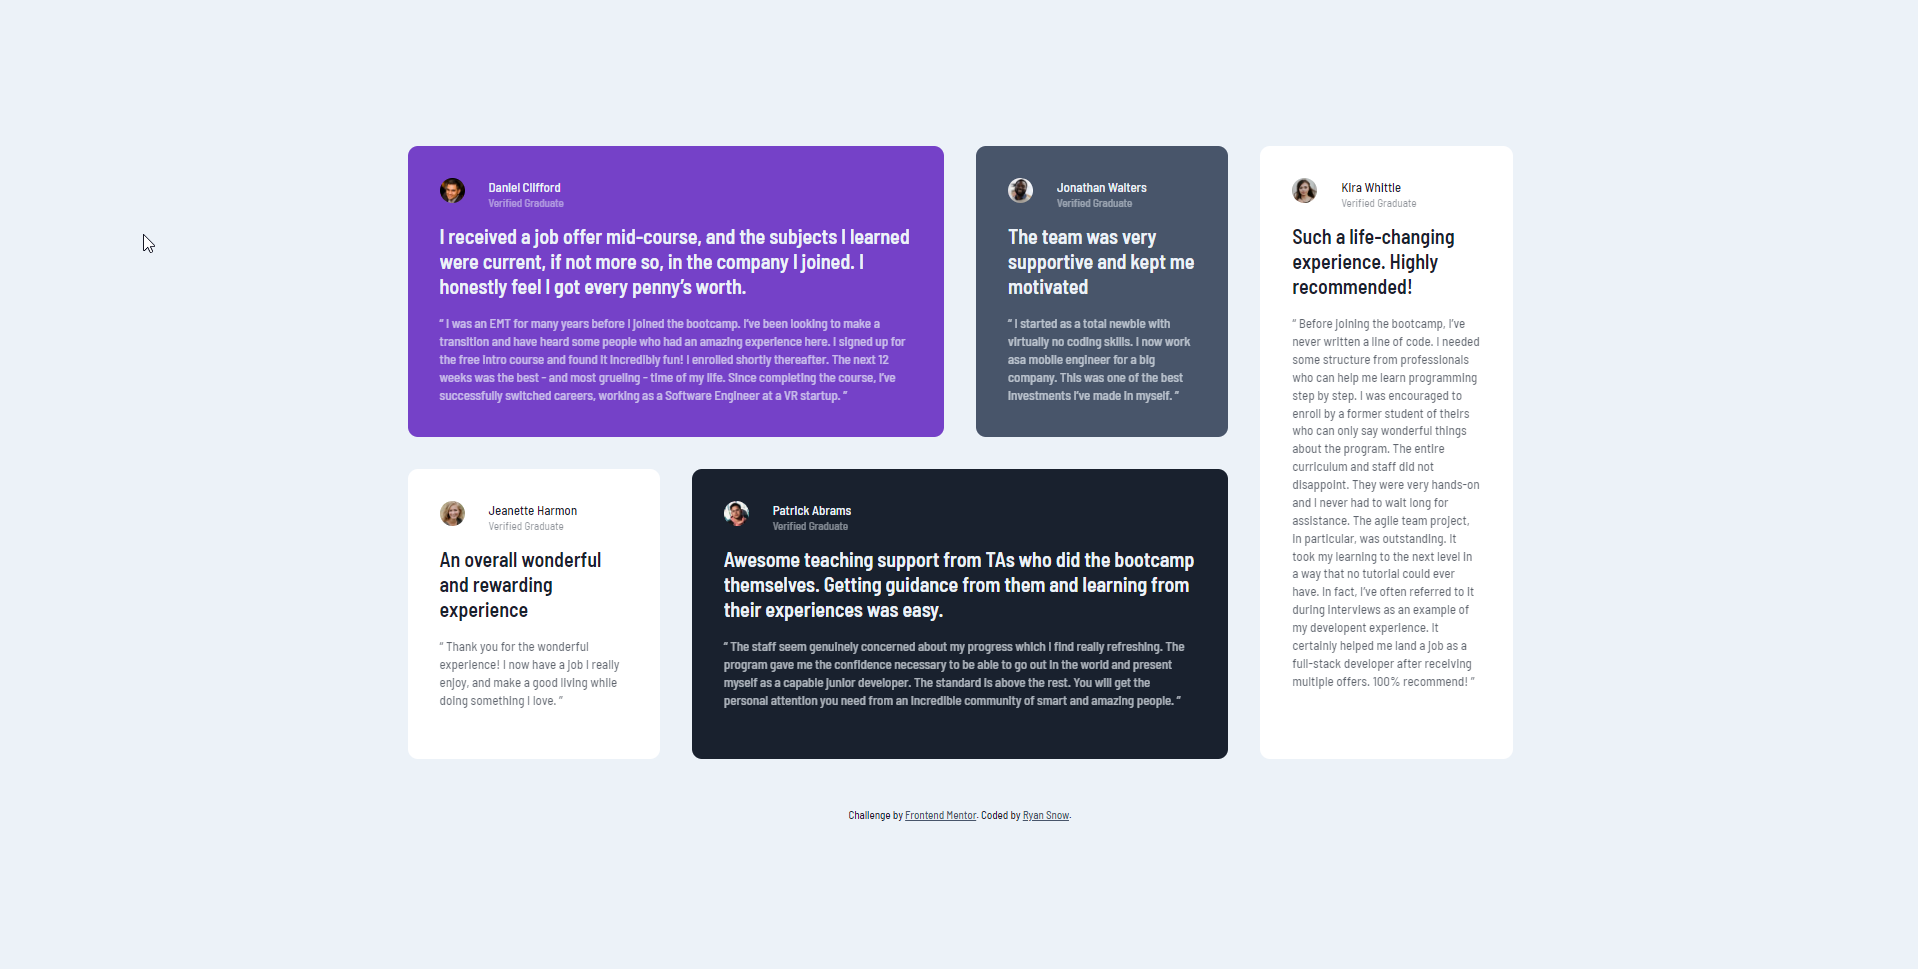 Daniel Clifford
Verified Graduate
I received a job offer mid-course, and the subjects I learned
were current, if not more so, in the company I joined. I
honestly feel I got every penny’s worth.
“ I was an EMT for many years before I joined the bootcamp. I’ve been looking to make a
transition and have heard some people who had an amazing experience here. I signed up for
the free intro course and found it incredibly fun! I enrolled shortly thereafter. The next 12
weeks was the best - and most grueling - time of my life. Since completing the course, I’ve
successfully switched careers, working as a Software Engineer at a VR startup. ”
Jonathan Walters
Verified Graduate
The team was very
supportive and kept me
motivated
“ I started as a total newbie with
virtually no coding skills. I now work
asa mobile engineer for a big
company. This was one of the best
investments I’ve made in myself. ”
Kira Whittle
Verified Graduate
Such a life-changing
experience. Highly
recommended!
“ Before joining the bootcamp, I’ve
never written a line of code. I needed
some structure from professionals
who can help me learn programming
step by step. I was encouraged to
enroll by a former student of theirs
who can only say wonderful things
about the program. The entire
curriculum and staff did not
disappoint. They were very hands-on
and I never had to wait long for
assistance. The agile team project,
in particular, was outstanding. It
took my learning to the next level in
a way that no tutorial could ever
have. In fact, I’ve often referred to it
during interviews as an example of
my developent experience. It
certainly helped me land a job as a
full-stack developer after receiving
multiple offers. 100% recommend! ”
Jeanette Harmon
Verified Graduate
An overall wonderful
and rewarding
experience
“ Thank you for the wonderful
experience! I now have a job I really
enjoy, and make a good living while
doing something I love. ”
Patrick Abrams
Verified Graduate
Awesome teaching support from TAs who did the bootcamp
themselves. Getting guidance from them and learning from
their experiences was easy.
“ The staff seem genuinely concerned about my progress which I find really refreshing. The
program gave me the confidence necessary to be able to go out in the world and present
myself as a capable junior developer. The standard is above the rest. You will get the
personal attention you need from an incredible community of smart and amazing people. ”
Challenge by Frontend Mentor. Coded by Ryan Snow.